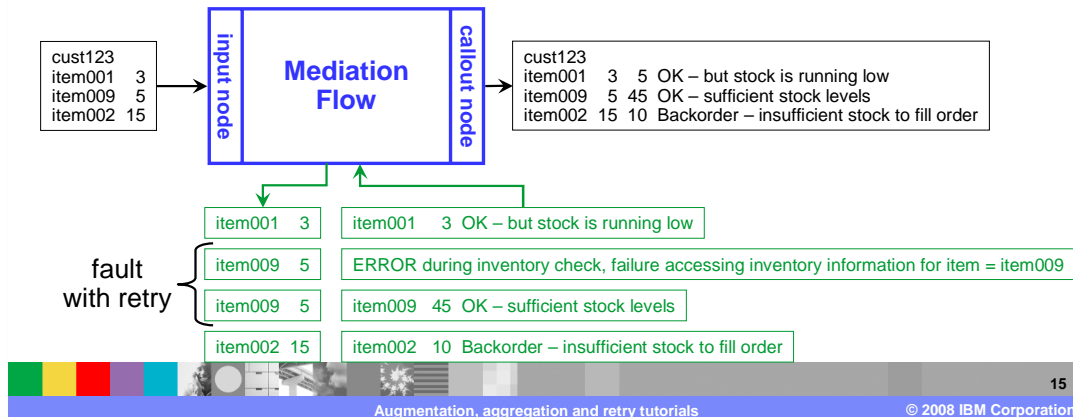 cust123
item001 3
item009 5
item002 15
input node
Mediation
Flow
callout node
cust123
item001 3 5 OK – but stock is running low
item009 5 45 OK – sufficient stock levels
item002 15 10 Backorder – insufficient stock to fill order
item001 3
item001 3 OK – but stock is running low
fault
with retry
item009 5
ERROR during inventory check, failure accessing inventory information for item = item009
item009 5
item009 45 OK – sufficient stock levels
item002 15
item002 10 Backorder – insufficient stock to fill order
15
Augmentation, aggregation and retry tutorials
© 2008 IBM Corporation